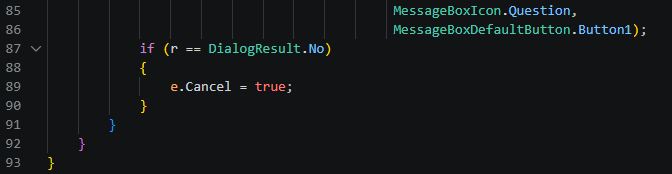 85 MessageBoxIcon.Question,
86 MessageBoxDefaultButton.Button1);
87 if (r == DialogResult.No)
88 {
89 e.Cancel = true;
90 }
91 }
92 }
93 }